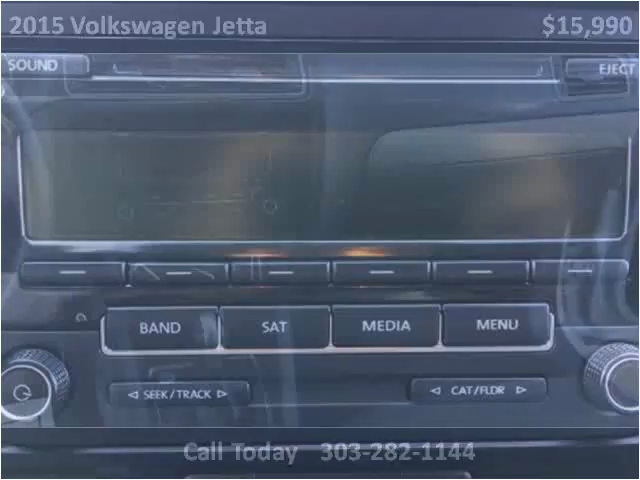 2015 Volkswagen Jetta $15,990
SOUND EJECT
BAND SAT MEDIA MENU
SEEK/TRACK CAT/FLDR
Call Today 303-282-1144